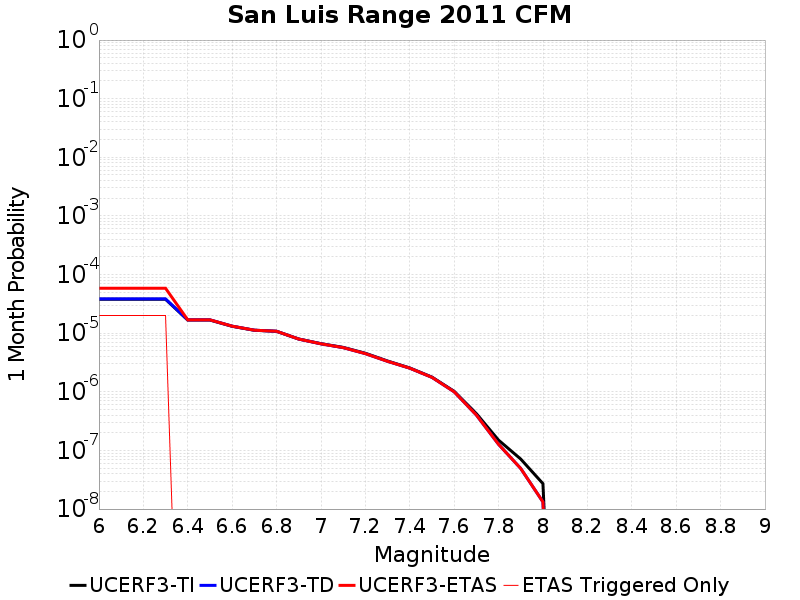 San Luis Range 2011 CFM
1 Month Probability
10^0
10^-1
10^-2
10^-3
10^-4
10^-5
10^-6
10^-7
10^-8
6 6.2 6.4 6.6 6.8 7 7.2 7.4 7.6 7.8 8 8.2 8.4 8.6 8.8 9
Magnitude
UCERF3-TI UCERF3-TD UCERF3-ETAS ETAS Triggered Only